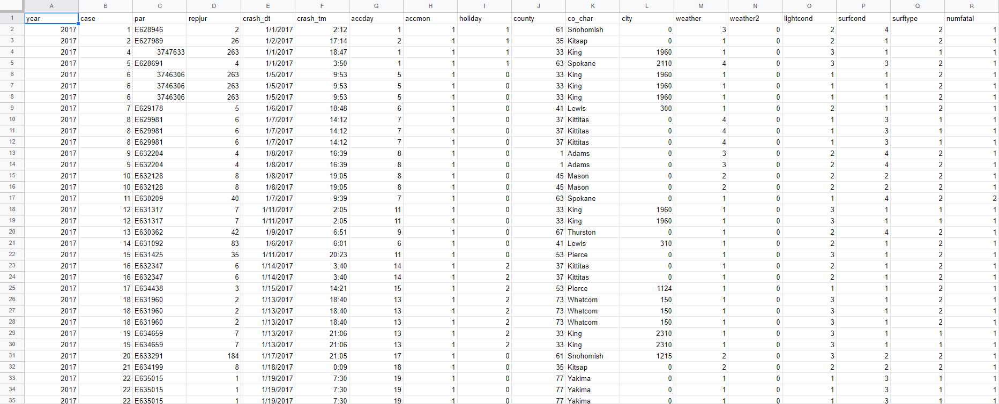 A B C D E F G H I J K L M N O P Q R
1 year case par repjur crash_dt crash_tm accday accmon holiday county co_char city weather weather2 lightcond surfcond surftype numfatal
2 2017 1 E628946 2 1/1/2017 2:12 1 1 1 61 Snohomish 0 3 0 2 4 2 1
3 2017 2 E627989 26 1/2/2017 17:14 2 1 1 35 Kitsap 0 1 0 2 1 2 1
4 2017 4 3747633 263 1/1/2017 18:47 1 1 1 33 King 1960 1 0 3 1 1 1
5 2017 5 E628691 4 1/1/2017 3:50 1 1 1 63 Spokane 2110 4 0 3 3 2 1
6 2017 6 3746306 263 1/5/2017 9:53 5 1 0 33 King 1960 1 0 1 1 2 1
7 2017 6 3746306 263 1/5/2017 9:53 5 1 0 33 King 1960 1 0 1 1 2 1
8 2017 6 3746306 263 1/5/2017 9:53 5 1 0 33 King 1960 1 0 1 1 2 1
9 2017 7 E629178 5 1/6/2017 18:48 6 1 0 41 Lewis 300 1 0 2 1 2 1
10 2017 8 E629981 6 1/7/2017 14:12 7 1 0 37 Kittitas 0 4 0 1 3 1 1
11 2017 8 E629981 6 1/7/2017 14:12 7 1 0 37 Kittitas 0 4 0 1 3 1 1
12 2017 8 E629981 6 1/7/2017 14:12 7 1 0 37 Kittitas 0 4 0 1 3 1 1
13 2017 9 E632204 4 1/8/2017 16:39 8 1 0 1 Adams 0 3 0 2 4 2 1
14 2017 9 E632204 4 1/8/2017 16:39 8 1 0 1 Adams 0 3 0 2 4 2 1
15 2017 10 E632128 8 1/8/2017 19:05 8 1 0 45 Mason 0 2 0 2 2 2 1
16 2017 10 E632128 8 1/8/2017 19:05 8 1 0 45 Mason 0 2 0 2 2 2 1
17 2017 11 E630209 40 1/7/2017 9:39 7 1 0 63 Spokane 0 1 0 1 4 2 2
18 2017 12 E631317 7 1/11/2017 2:05 11 1 0 33 King 1960 1 0 3 1 1 1
19 2017 12 E631317 7 1/11/2017 2:05 11 1 0 33 King 1960 1 0 3 1 1 1
20 2017 13 E630362 42 1/9/2017 6:51 9 1 0 67 Thurston 0 1 0 2 4 2 1
21 2017 14 E631092 83 1/6/2017 6:01 6 1 0 41 Lewis 310 1 0 2 1 2 1
22 2017 15 E631425 35 1/11/2017 20:23 11 1 0 53 Pierce 0 1 0 3 1 2 1
23 2017 16 E632347 6 1/14/2017 3:40 14 1 2 37 Kittitas 0 1 0 2 1 2 1
24 2017 16 E632347 6 1/14/2017 3:40 14 1 2 37 Kittitas 0 1 0 2 1 2 1
25 2017 17 E634438 3 1/15/2017 14:21 15 1 2 53 Pierce 1124 1 0 1 1 2 1
26 2017 18 E631960 2 1/13/2017 18:40 13 1 2 73 Whatcom 150 1 0 3 1 2 1
27 2017 18 E631960 2 1/13/2017 18:40 13 1 2 73 Whatcom 150 1 0 3 1 2 1
28 2017 18 E631960 2 1/13/2017 18:40 13 1 2 73 Whatcom 150 1 0 3 1 2 1
29 2017 19 E634659 7 1/13/2017 21:06 13 1 2 33 King 2310 1 0 3 1 1 1
30 2017 19 E634659 7 1/13/2017 21:06 13 1 2 33 King 2310 1 0 3 1 1 1
31 2017 20 E633291 184 1/17/2017 21:05 17 1 0 61 Snohomish 1215 2 0 3 2 2 1
32 2017 21 E634199 8 1/18/2017 0:09 18 1 0 35 Kitsap 0 2 0 2 2 2 1
33 2017 22 E635015 1 1/19/2017 7:30 19 1 0 77 Yakima 0 1 0 1 3 1 1
34 2017 22 E635015 1 1/19/2017 7:30 19 1 0 77 Yakima 0 1 0 1 3 1 1
35 2017 22 E635015 1 1/19/2017 7:30 19 1 0 77 Yakima 0 1 0 1 3 1 1